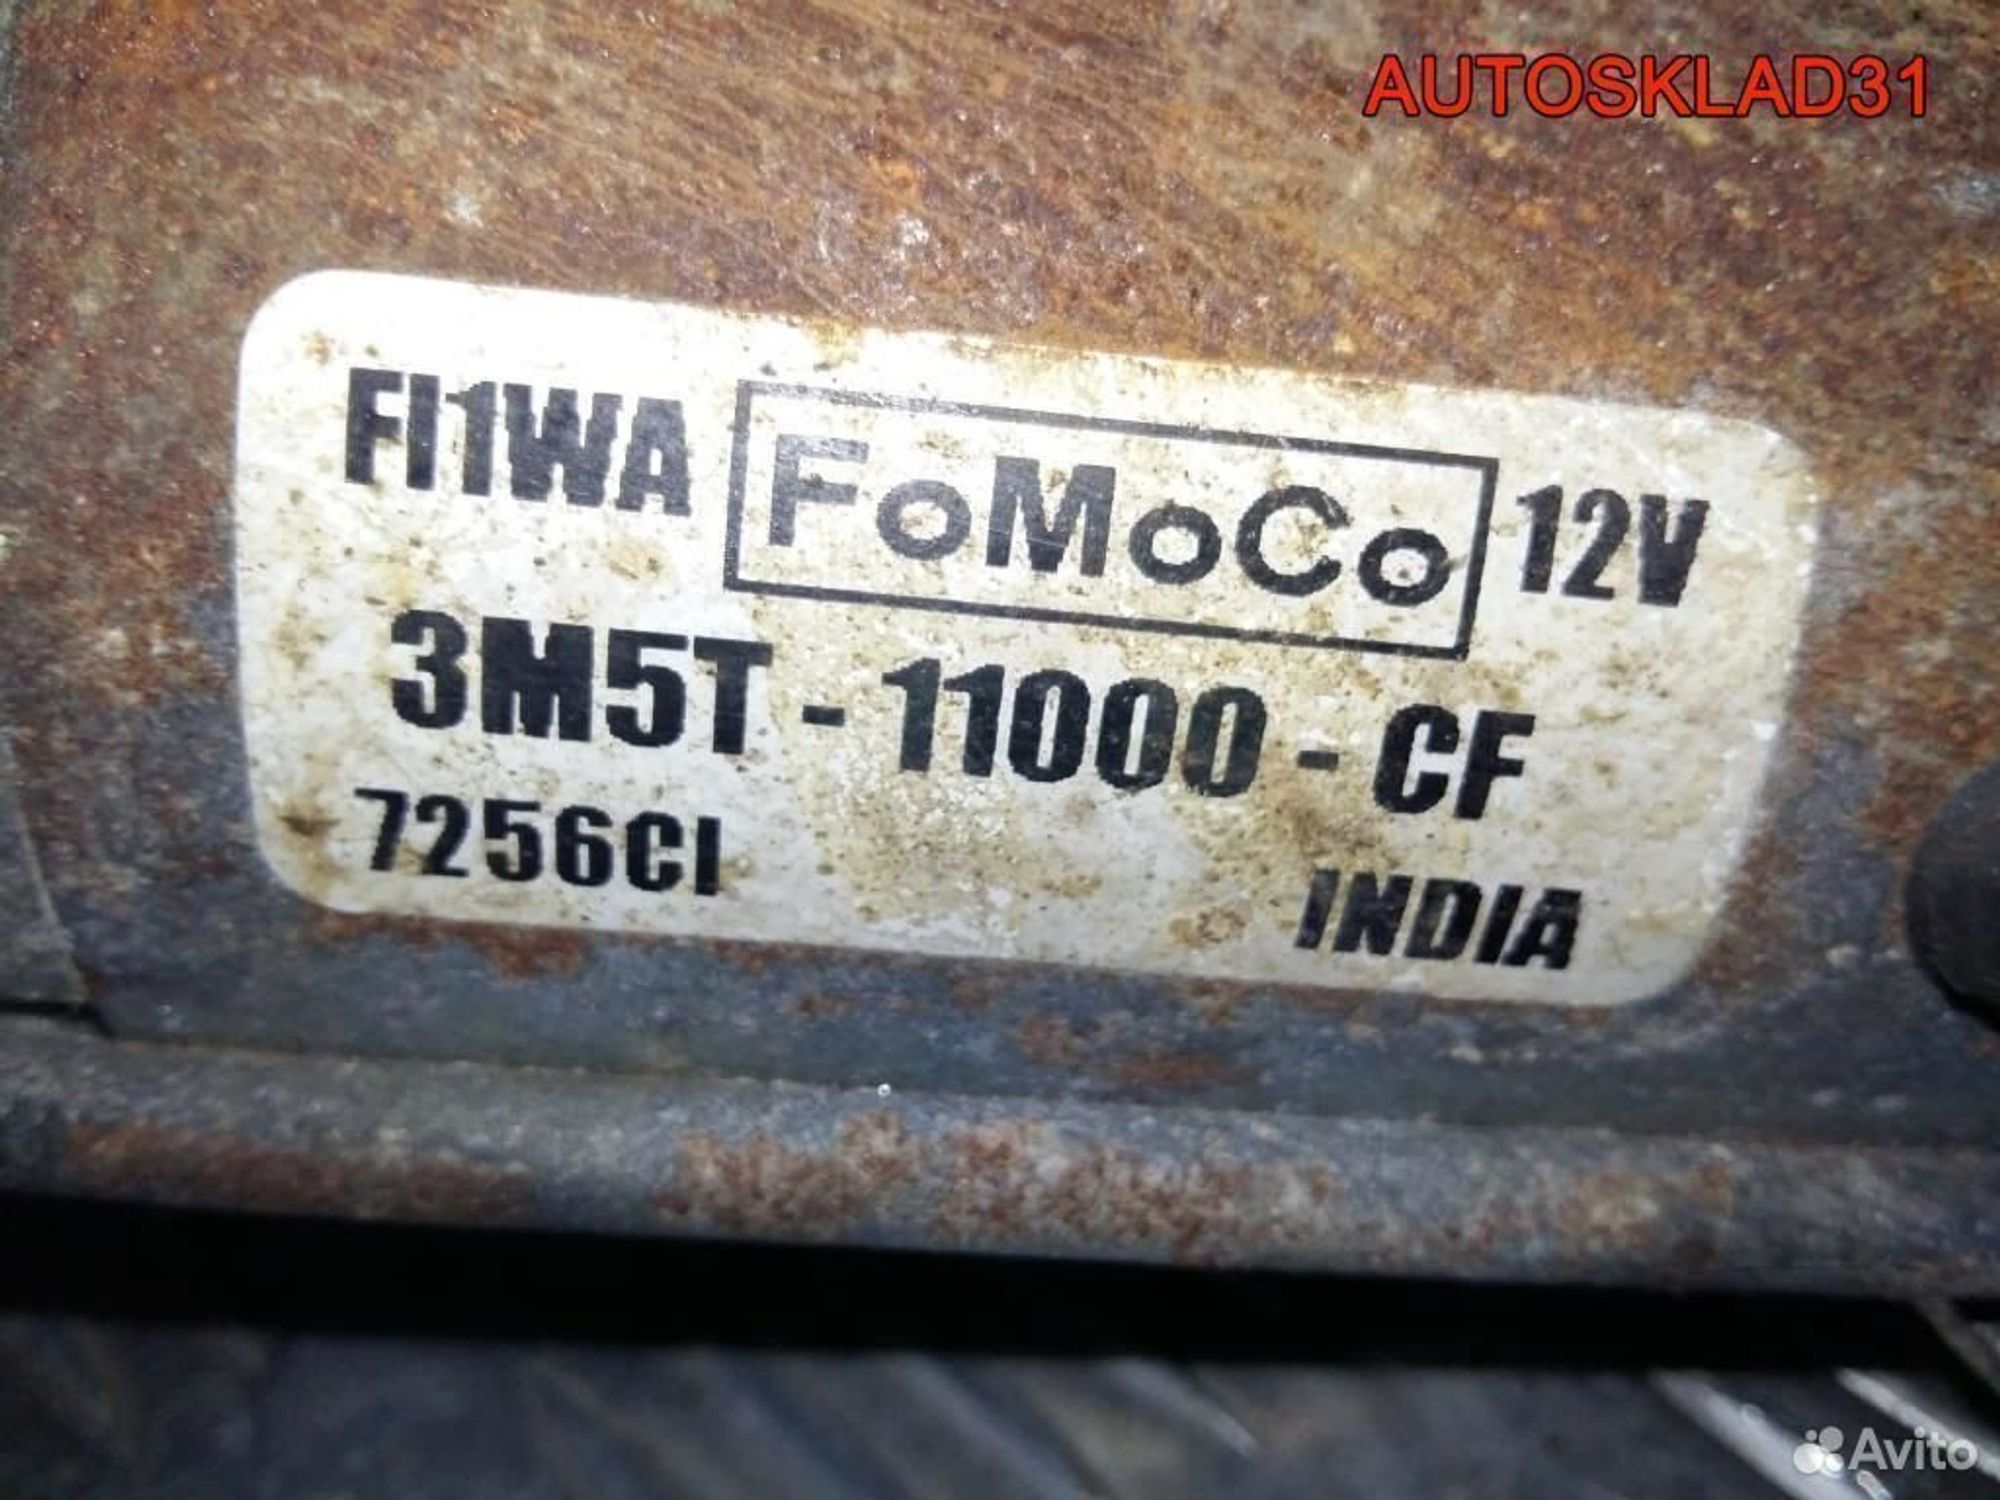 AUTOSKLAD31
FI1WA FoMoCo 12V
3M5T - 11000 - CF
7256CI INDIA
Avito